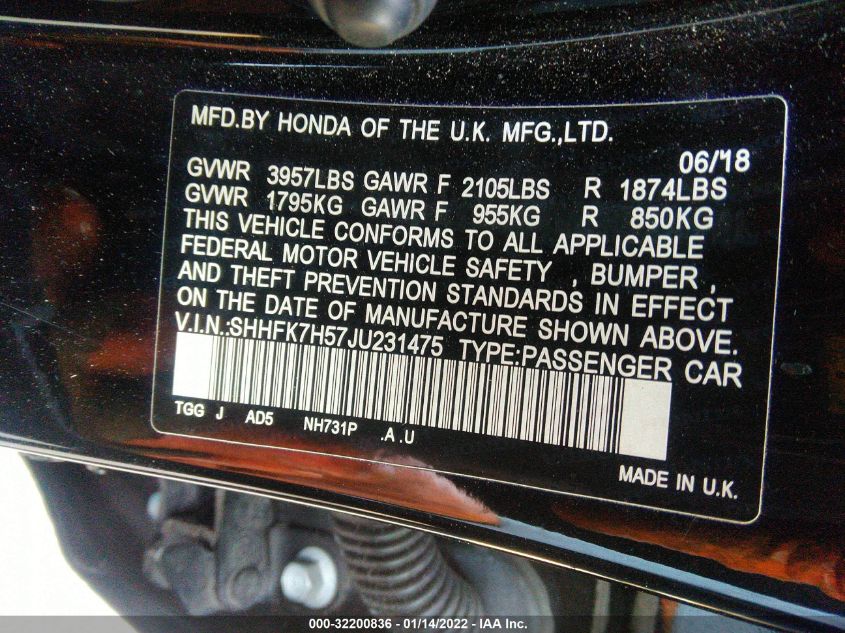 MFD.BY HONDA OF THE U.K. MFG.,LTD.
06/18
GVWR 3957LBS GAWR F 2105LBS R 1874LBS
GVWR 1795KG GAWR F 955KG R 850KG
THIS VEHICLE CONFORMS TO ALL APPLICABLE
FEDERAL MOTOR VEHICLE SAFETY , BUMPER ,
AND THEFT PREVENTION STANDARDS IN EFFECT
ON THE DATE OF MANUFACTURE SHOWN ABOVE.
V.I.N.:SHHFK7H57JU231475 TYPE:PASSENGER CAR
TGG J AD5 NH731P .A .U
MADE IN U.K.
000-32200836 - 01/14/2022 - IAA Inc.